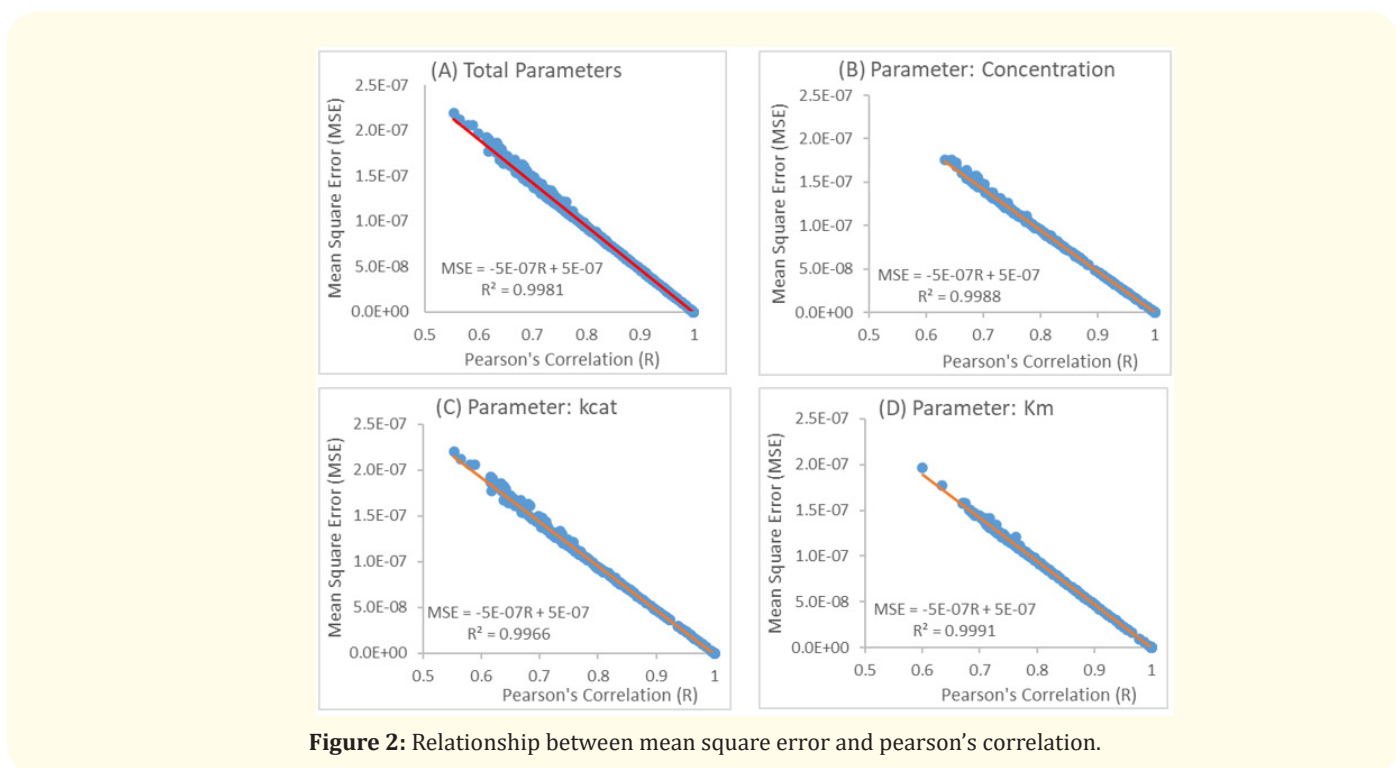 (A) Total Parameters
Mean Square Error (MSE)
2.5E-07
2.0E-07
1.5E-07
1.0E-07
5.0E-08
0.0E+00
MSE = -5E-07R + 5E-07
R² = 0.9981
0.5 0.6 0.7 0.8 0.9 1
Pearson's Correlation (R)
(B) Parameter: Concentration
Mean Square Error (MSE)
2.5E-07
2.0E-07
1.5E-07
1.0E-07
5.0E-08
0.0E+00
MSE = -5E-07R + 5E-07
R² = 0.9988
0.5 0.6 0.7 0.8 0.9 1
Pearson's Correlation (R)
(C) Parameter: kcat
Mean Square Error (MSE)
2.5E-07
2.0E-07
1.5E-07
1.0E-07
5.0E-08
0.0E+00
MSE = -5E-07R + 5E-07
R² = 0.9966
0.5 0.6 0.7 0.8 0.9 1
Pearson's Correlation (R)
(D) Parameter: Km
Mean Square Error (MSE)
2.5E-07
2.0E-07
1.5E-07
1.0E-07
5.0E-08
0.0E+00
MSE = -5E-07R + 5E-07
R² = 0.9991
0.5 0.6 0.7 0.8 0.9 1
Pearson's Correlation (R)
Figure 2: Relationship between mean square error and pearson's correlation.